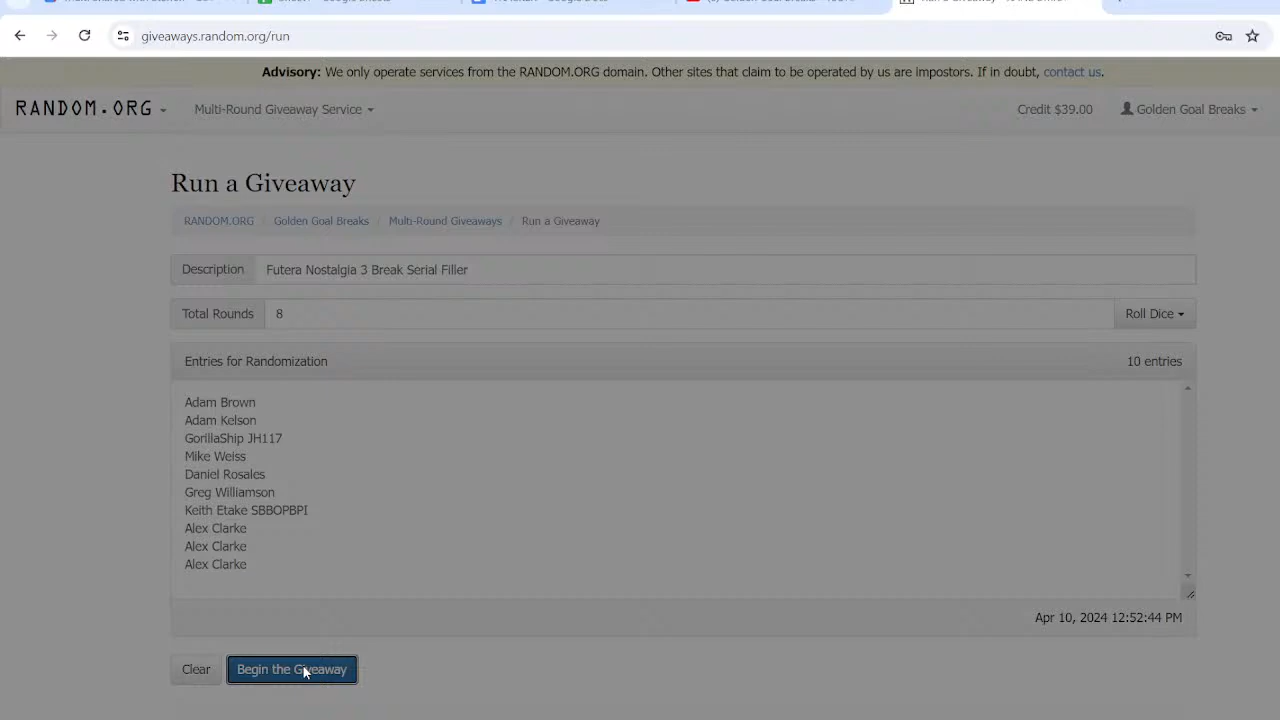 giveaways.random.org/run
Advisory: We only operate services from the RANDOM.ORG domain. Other sites that claim to be operated by us are impostors. If in doubt, contact us.
RANDOM.ORG Multi-Round Giveaway Service Credit $39.00 Golden Goal Breaks
Run a Giveaway
RANDOM.ORG / Golden Goal Breaks / Multi-Round Giveaways / Run a Giveaway
Description Futera Nostalgia 3 Break Serial Filler
Total Rounds 8 Roll Dice
Entries for Randomization 10 entries
Adam Brown
Adam Kelson
GorillaShip JH117
Mike Weiss
Daniel Rosales
Greg Williamson
Keith Etake SBBOPBPI
Alex Clarke
Alex Clarke
Alex Clarke
Apr 10, 2024 12:52:44 PM
Clear Begin the Giveaway